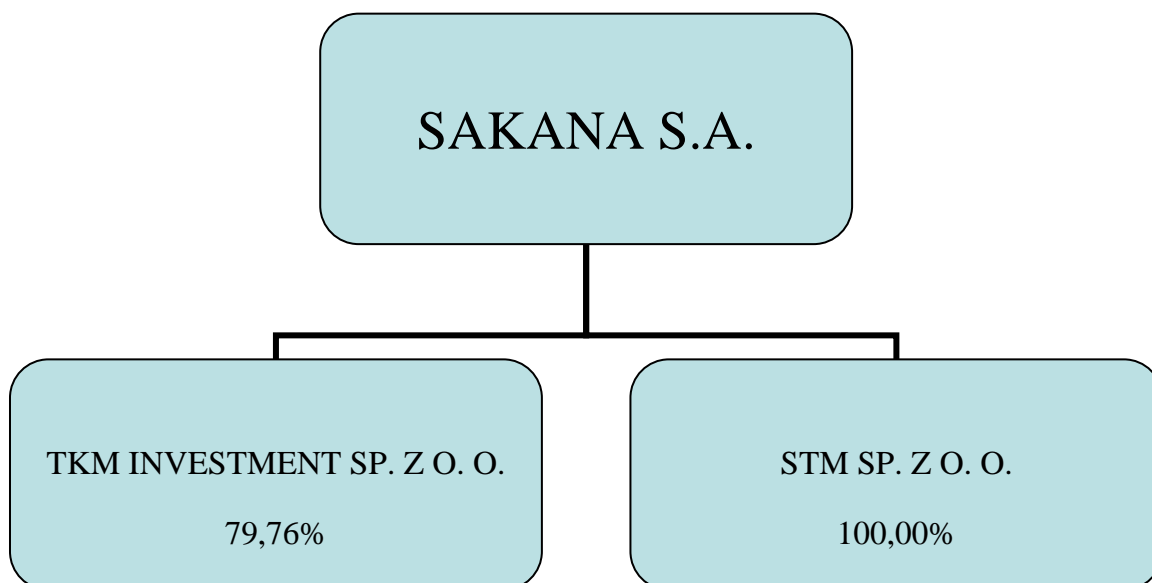 SAKANA S.A.
TKM INVESTMENT SP. Z O. O.
79,76%
STM SP. Z O. O.
100,00%